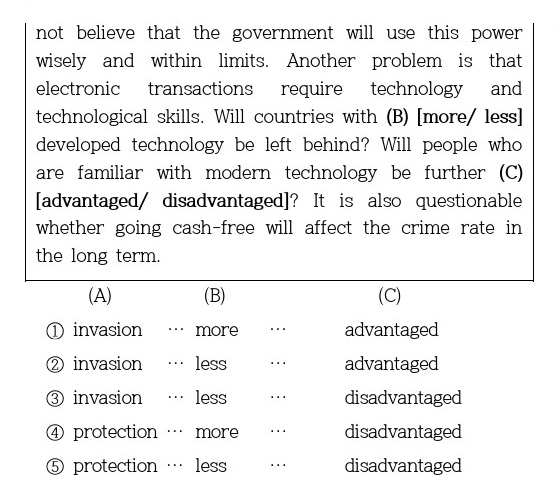 not believe that the government will use this power
wisely and within limits. Another problem is that
electronic transactions require technology and
technological skills. Will countries with (B) [more/ less]
developed technology be left behind? Will people who
are familiar with modern technology be further (C)
[advantaged/ disadvantaged]? It is also questionable
whether going cash-free will affect the crime rate in
the long term.
(A) (B) (C)
① invasion … more … advantaged
② invasion … less … advantaged
③ invasion … less … disadvantaged
④ protection … more … disadvantaged
⑤ protection … less … disadvantaged